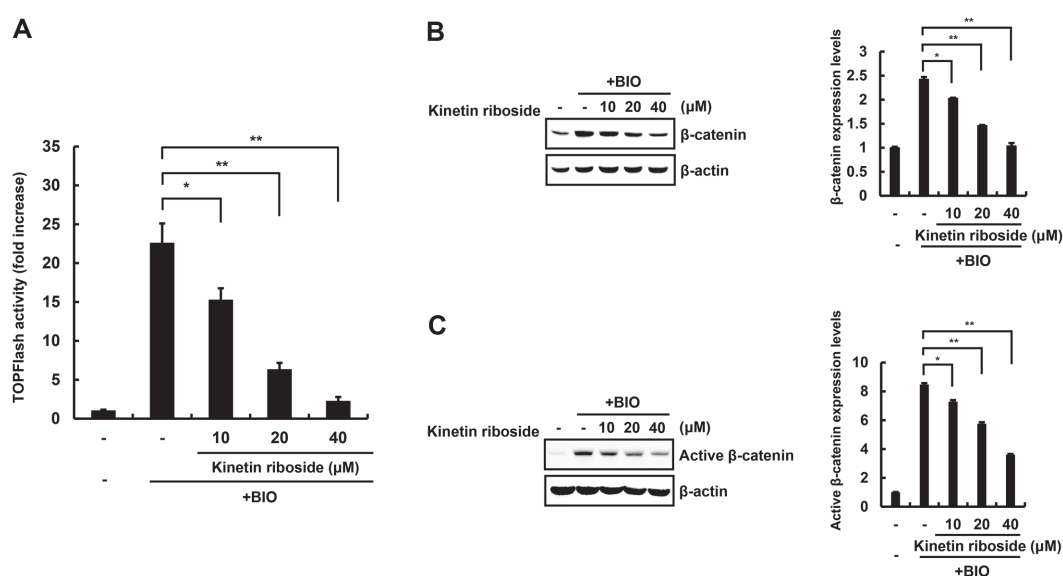 A
TOPFlash activity (fold increase)
35
30
25
20
15
10
5
0
**
**
*
- - 10 20 40
Kinetin riboside (μM)
-
+BIO
B
+BIO
Kinetin riboside - - 10 20 40 (μM)
β-catenin
β-actin
β-catenin expression levels
3
2.5
2
1.5
1
0.5
0
**
**
*
- - 10 20 40
Kinetin riboside (μM)
-
+BIO
C
+BIO
Kinetin riboside - - 10 20 40 (μM)
Active β-catenin
β-actin
Active β-catenin expression levels
10
8
6
4
2
0
**
**
*
- - 10 20 40
Kinetin riboside (μM)
-
+BIO